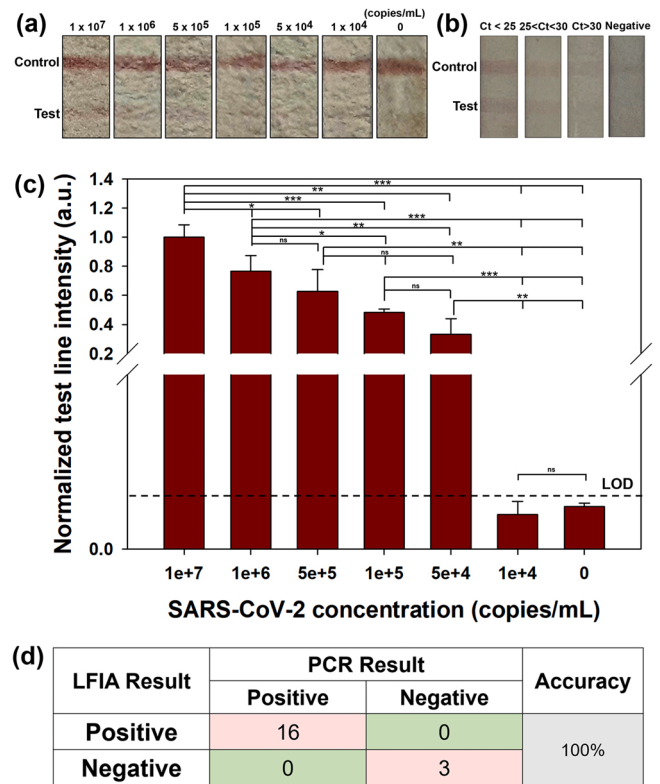 (a)
(copies/mL)
1 x 10⁷ 1 x 10⁶ 5 x 10⁵ 1 x 10⁵ 5 x 10⁴ 1 x 10⁴ 0
Control
Test
(b)
Ct < 25 25<Ct<30 Ct>30 Negative
Control
Test
(c)
Normalized test line intensity (a.u.)
1.4
1.2
1.0
0.8
0.6
0.4
0.2
0.0
***
**
***
*
***
**
*
ns
**
ns
***
ns
**
ns
LOD
1e+7 1e+6 5e+5 1e+5 5e+4 1e+4 0
SARS-CoV-2 concentration (copies/mL)
(d)
LFIA Result PCR Result Accuracy
Positive Negative
Positive 16 0 100%
Negative 0 3